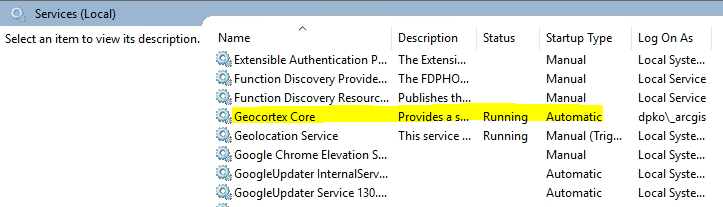 Services (Local)
Select an item to view its description.
Name Description Status Startup Type Log On As
Extensible Authentication P... The Extensi... Manual Local Syste...
Function Discovery Provide... The FDPHO... Manual Local Service
Function Discovery Resourc... Publishes th... Manual Local Service
Geocortex Core Provides a s... Running Automatic dpko\_arcgis
Geolocation Service This service ... Running Manual (Trig... Local Syste...
Google Chrome Elevation S... Manual Local Syste...
GoogleUpdater InternalServ... Automatic Local Syste...
GoogleUpdater Service 130.... Automatic Local Syste...